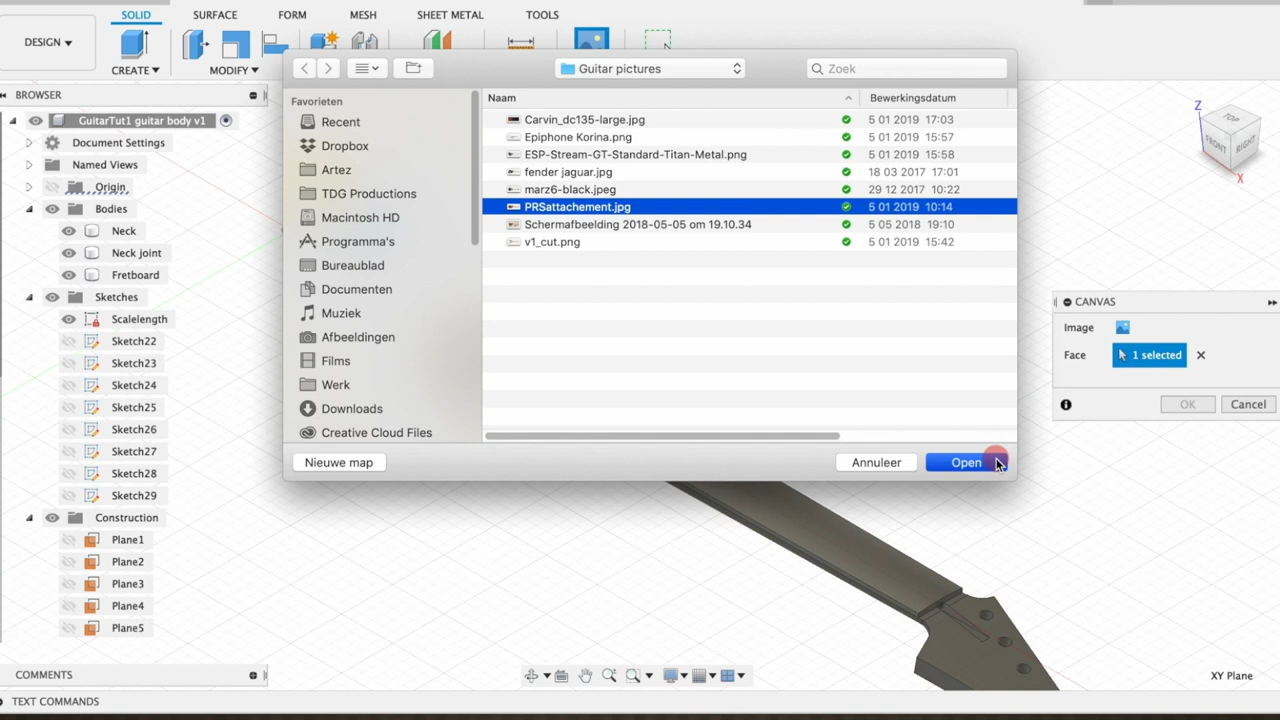 SOLID SURFACE FORM MESH SHEET METAL TOOLS
DESIGN
CREATE MODIFY
Guitar pictures
Zoek
BROWSER
GuitarTut1 guitar body v1
Document Settings
Named Views
Origin
Bodies
Neck
Neck joint
Fretboard
Sketches
Scalelength
Sketch22
Sketch23
Sketch24
Sketch25
Sketch26
Sketch27
Sketch28
Sketch29
Construction
Plane1
Plane2
Plane3
Plane4
Plane5
Favorieten
Recent
Dropbox
Artez
TDG Productions
Macintosh HD
Programma's
Bureaublad
Documenten
Muziek
Afbeeldingen
Films
Werk
Downloads
Creative Cloud Files
Naam Bewerkingsdatum
Carvin_dc135-large.jpg 5 01 2019 17:03
Epiphone Korina.png 5 01 2019 15:57
ESP-Stream-GT-Standard-Titan-Metal.png 5 01 2019 15:58
fender jaguar.jpg 18 03 2017 17:01
marz6-black.jpeg 29 12 2017 10:22
PRSattachement.jpg 5 01 2019 10:14
Schermafbeelding 2018-05-05 om 19.10.34 5 05 2018 19:10
v1_cut.png 5 01 2019 15:42
Nieuwe map Annuleer Open
Z
TOP
FRONT RIGHT
X
CANVAS
Image
Face 1 selected
OK Cancel
COMMENTS
XY Plane
TEXT COMMANDS